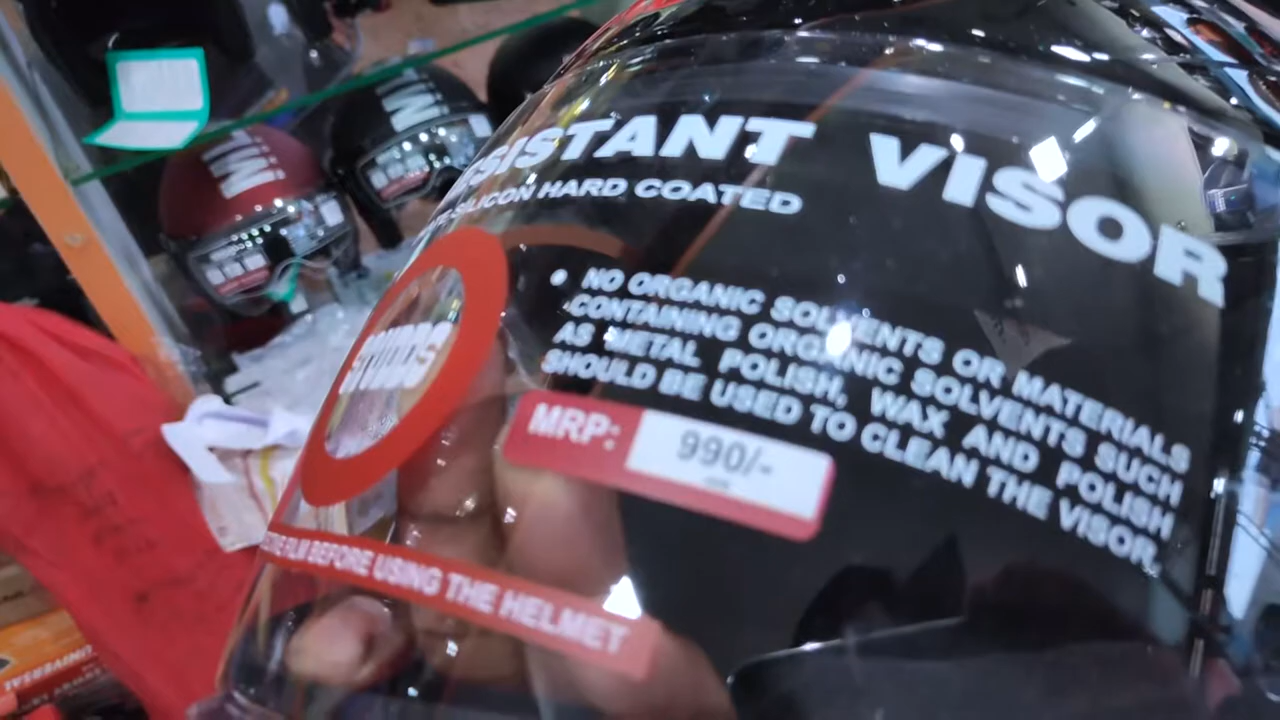 SISTANT VISOR
SILICON HARD COATED
• NO ORGANIC SOLVENTS OR MATERIALS
CONTAINING ORGANIC SOLVENTS SUCH
AS METAL POLISH, WAX AND POLISH
SHOULD BE USED TO CLEAN THE VISOR.
STUDDS
MRP: 990/-
FILM BEFORE USING THE HELMET